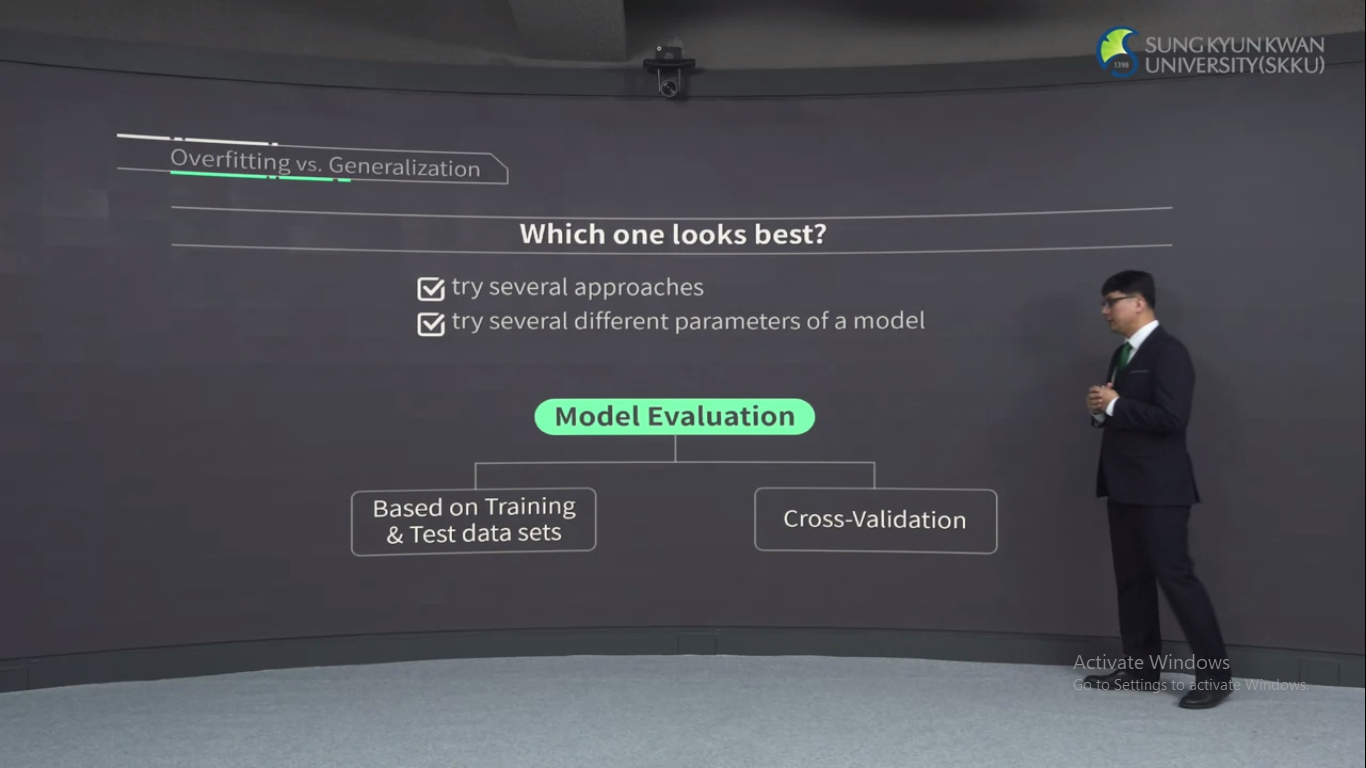 SUNG KYUN KWAN
UNIVERSITY(SKKU)
1398
Overfitting vs. Generalization
Which one looks best?
try several approaches
try several different parameters of a model
Model Evaluation
Based on Training
& Test data sets
Cross-Validation
Activate Windows
Go to Settings to activate Windows.